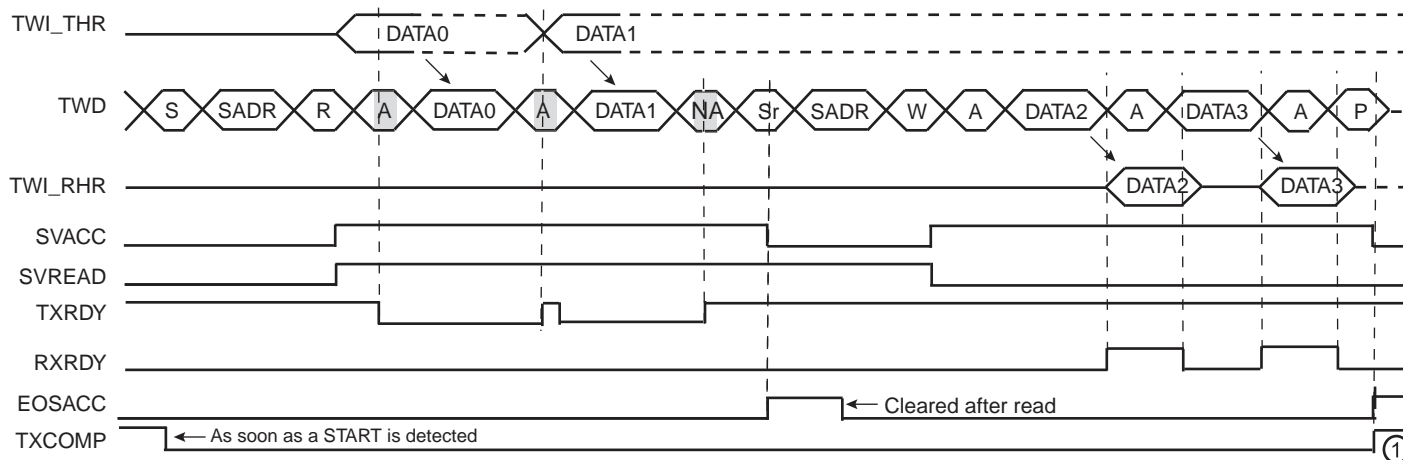 TWI_THR DATA0 DATA1
TWD S SADR R A DATA0 A DATA1 NA Sr SADR W A DATA2 A DATA3 A P
TWI_RHR DATA2 DATA3
SVACC
SVREAD
TXRDY
RXRDY
EOSACC Cleared after read
TXCOMP As soon as a START is detected 1